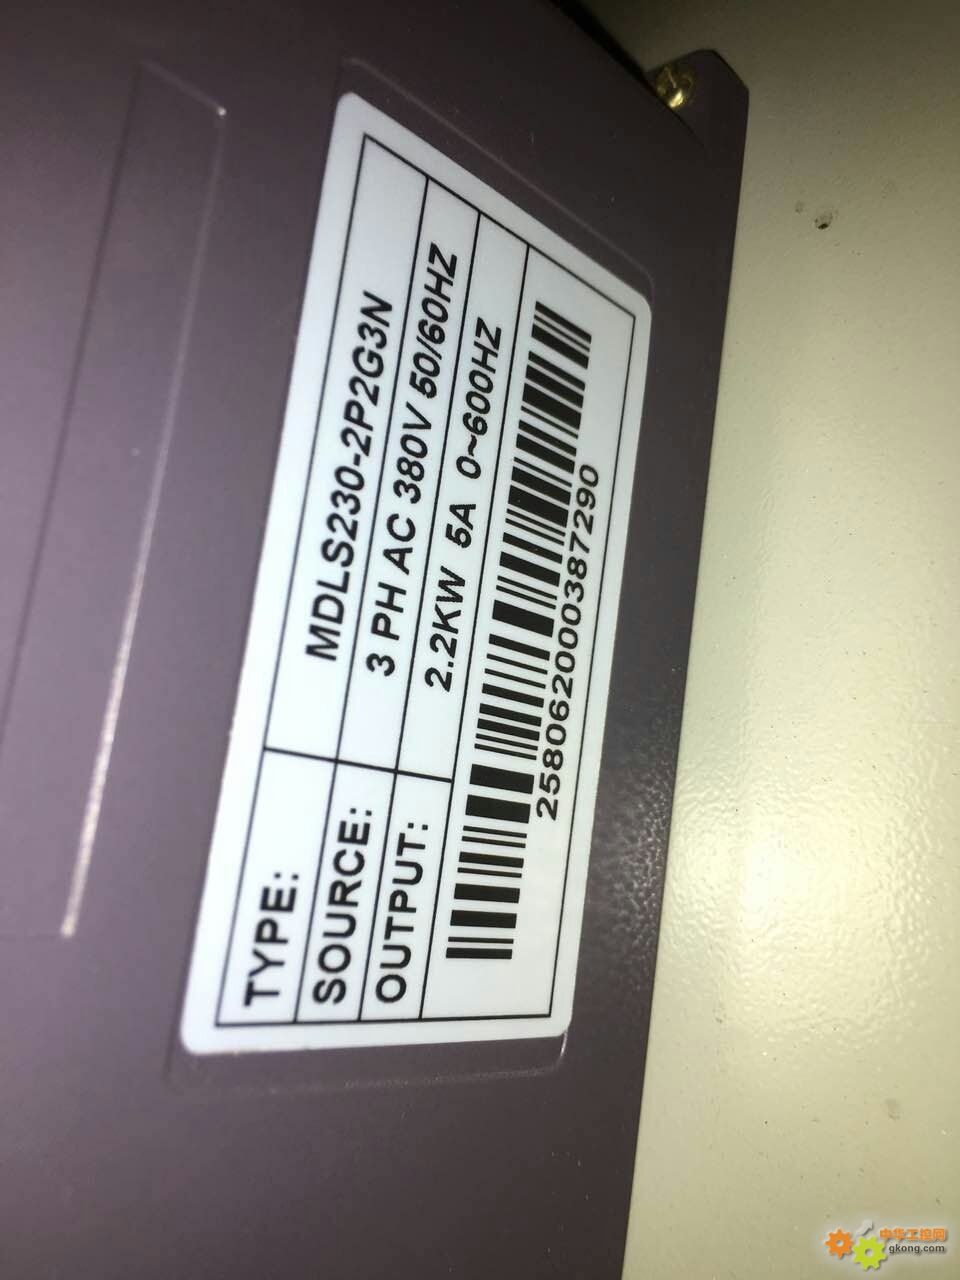 TYPE: MDLS230-2P2G3N
SOURCE: 3 PH AC 380V 50/60HZ
OUTPUT: 2.2KW 5A 0~600HZ
258062000387290
中华工控网
gkong.com